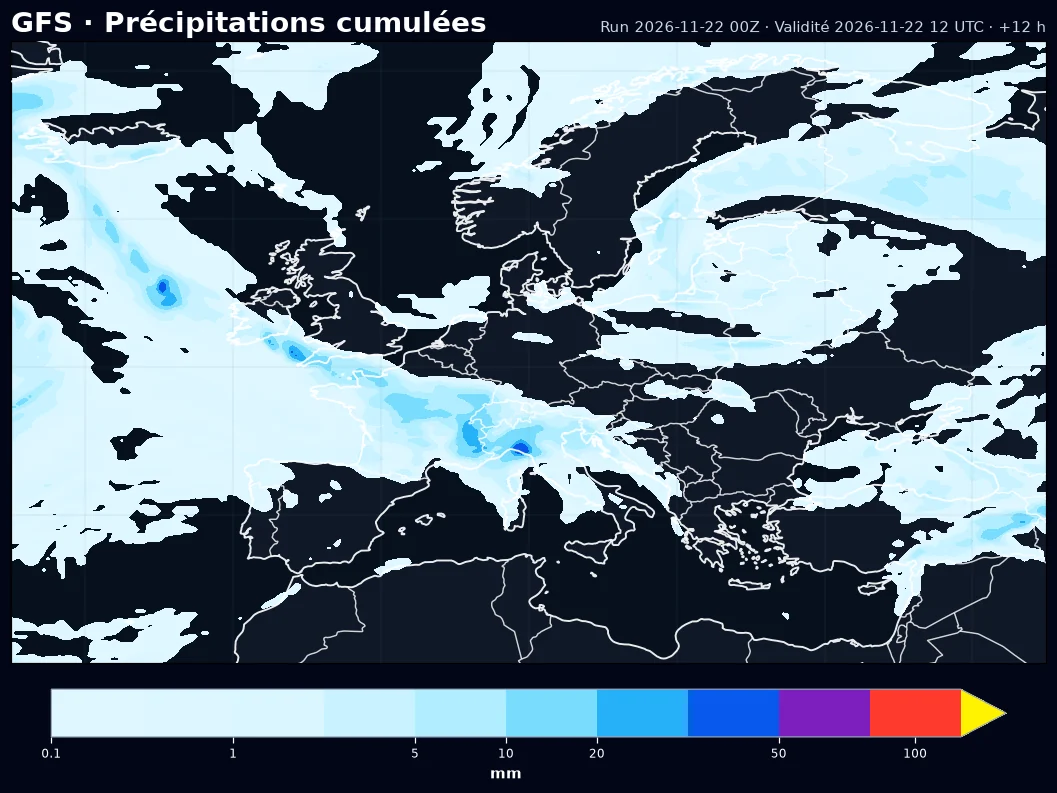 GFS · Précipitations cumulées
Run 2026-11-22 00Z · Validité 2026-11-22 12 UTC · +12 h
0.1 1 5 10 20 50 100
mm